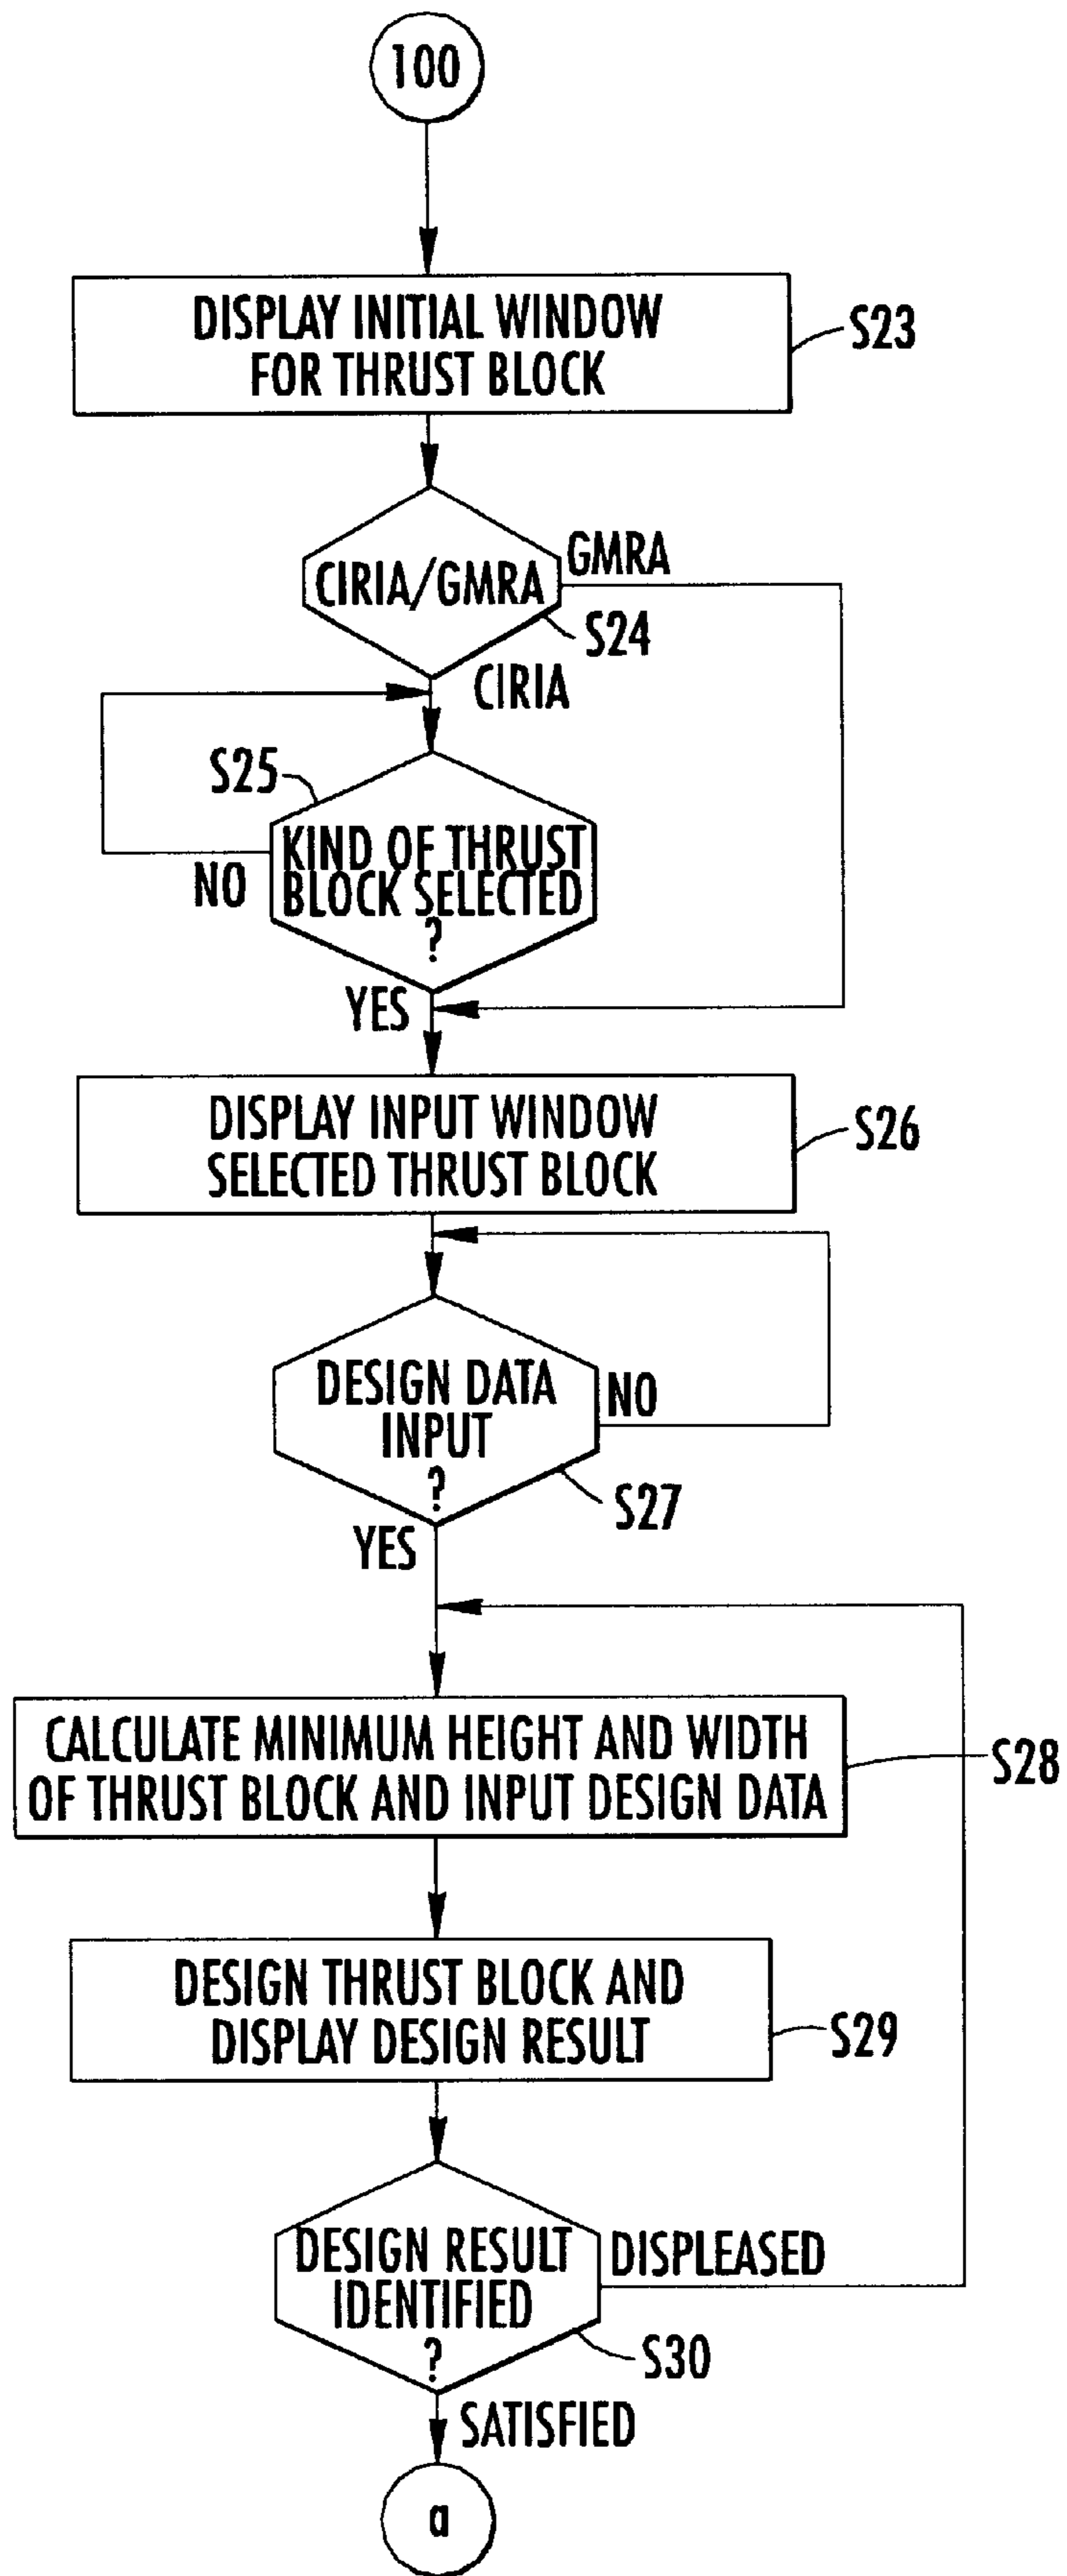 100
DISPLAY INITIAL WINDOW
FOR THRUST BLOCK
S23
CIRIA/GMRA
GMRA
S24
CIRIA
S25
KIND OF THRUST
BLOCK SELECTED
?
NO
YES
DISPLAY INPUT WINDOW
SELECTED THRUST BLOCK
S26
DESIGN DATA
INPUT
?
NO
S27
YES
CALCULATE MINIMUM HEIGHT AND WIDTH
OF THRUST BLOCK AND INPUT DESIGN DATA
S28
DESIGN THRUST BLOCK AND
DISPLAY DESIGN RESULT
S29
DESIGN RESULT
IDENTIFIED
?
DISPLEASED
S30
SATISFIED
a